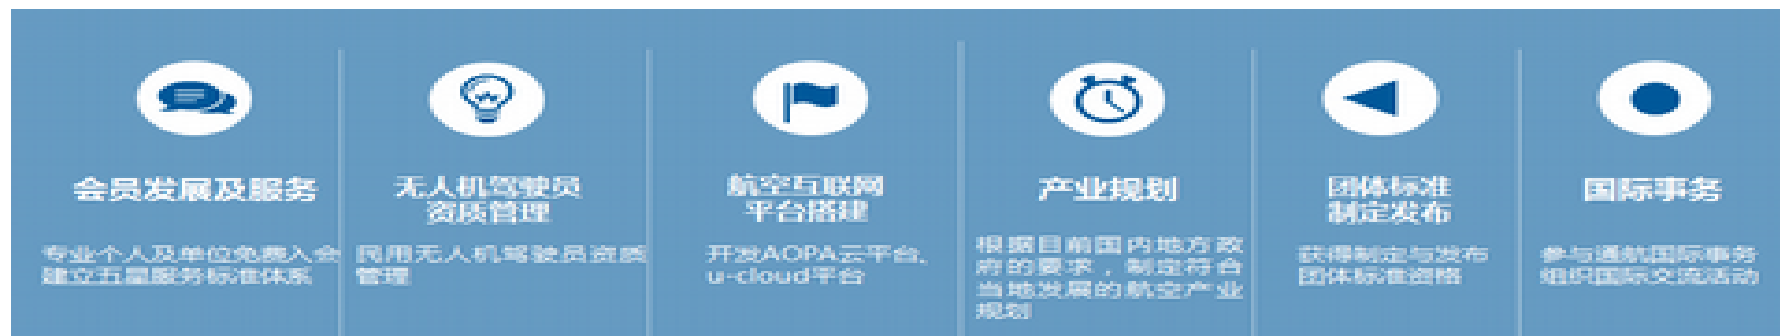 会员发展及服务
专业个人及单位免费入会
建立五星服务标准体系
无人机驾驶员
资质管理
民用无人机驾驶员资质
管理
航空互联网
平台搭建
开发AOPA云平台,
u-cloud平台
产业规划
根据目前国内地方政
府的要求，制定符合
当地发展的航空产业
规划
团体标准
制定发布
获得制定与发布
团体标准资格
国际事务
参与通航国际事务
组织国际交流活动